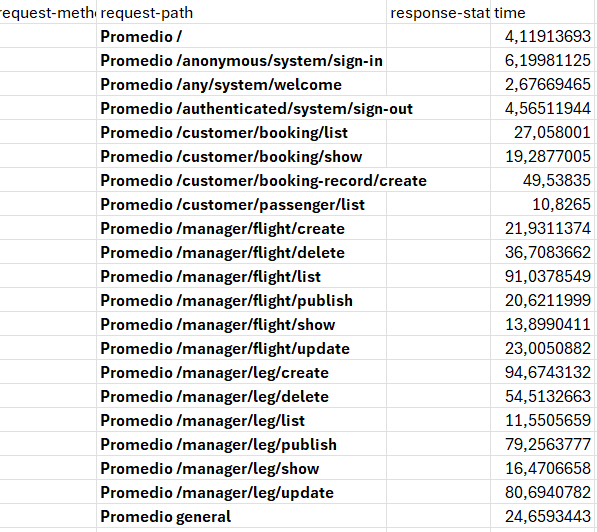 request-meth request-path response-stat time
Promedio / 4,11913693
Promedio /anonymous/system/sign-in 6,19981125
Promedio /any/system/welcome 2,67669465
Promedio /authenticated/system/sign-out 4,56511944
Promedio /customer/booking/list 27,058001
Promedio /customer/booking/show 19,2877005
Promedio /customer/booking-record/create 49,53835
Promedio /customer/passenger/list 10,8265
Promedio /manager/flight/create 21,9311374
Promedio /manager/flight/delete 36,7083662
Promedio /manager/flight/list 91,0378549
Promedio /manager/flight/publish 20,6211999
Promedio /manager/flight/show 13,8990411
Promedio /manager/flight/update 23,0050882
Promedio /manager/leg/create 94,6743132
Promedio /manager/leg/delete 54,5132663
Promedio /manager/leg/list 11,5505659
Promedio /manager/leg/publish 79,2563777
Promedio /manager/leg/show 16,4706658
Promedio /manager/leg/update 80,6940782
Promedio general 24,6593443